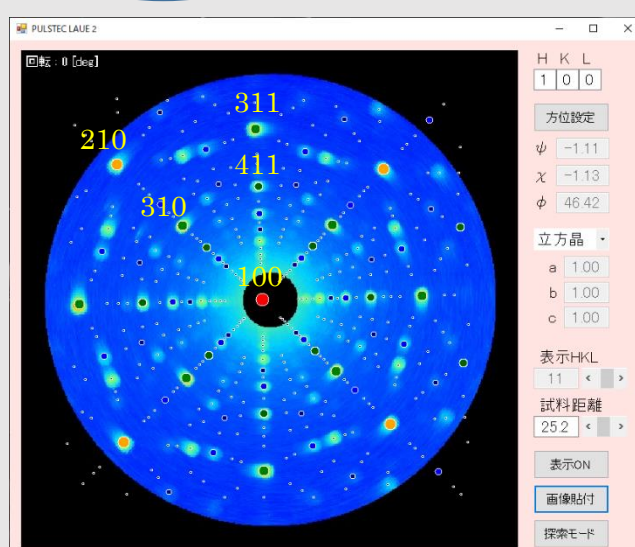 PULSTEC LAUE 2
回転 : 0 [deg]
311
210
411
310
100
H K L
1 0 0
方位設定
ψ -1.11
χ -1.13
φ 46.42
立方晶
a 1.00
b 1.00
c 1.00
表示HKL
11
試料距離
25.2
表示ON
画像貼付
探索モード